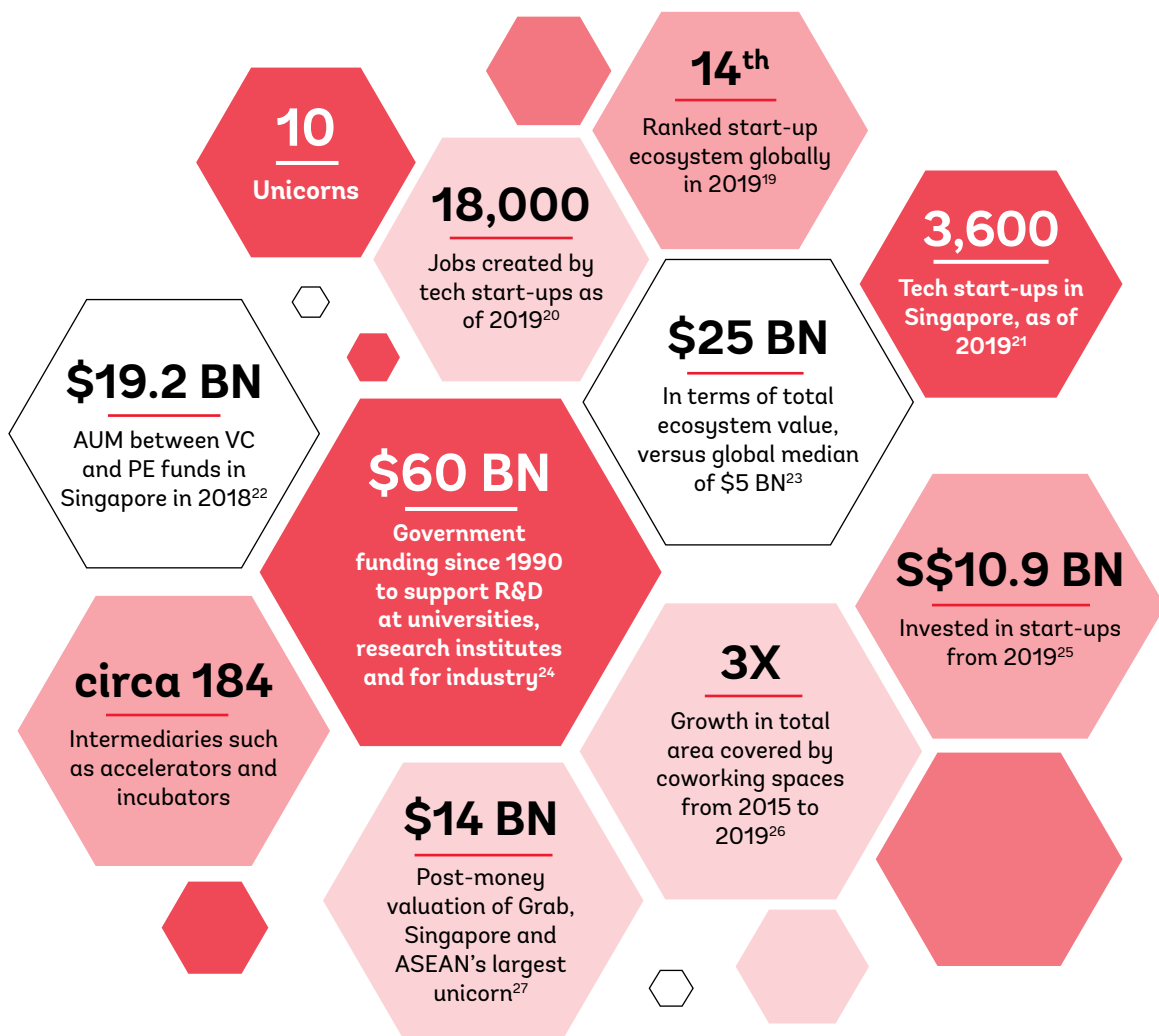 14th
Ranked start-up
ecosystem globally
in 2019¹⁹
10
Unicorns
18,000
Jobs created by
tech start-ups as
of 2019²⁰
3,600
Tech start-ups in
Singapore, as of
2019²¹
$19.2 BN
AUM between VC
and PE funds in
Singapore in 2018²²
$25 BN
In terms of total
ecosystem value,
versus global median
of $5 BN²³
$60 BN
Government
funding since 1990
to support R&D
at universities,
research institutes
and for industry²⁴
S$10.9 BN
Invested in start-ups
from 2019²⁵
circa 184
Intermediaries such
as accelerators and
incubators
3X
Growth in total
area covered by
coworking spaces
from 2015 to
2019²⁶
$14 BN
Post-money
valuation of Grab,
Singapore and
ASEAN's largest
unicorn²⁷